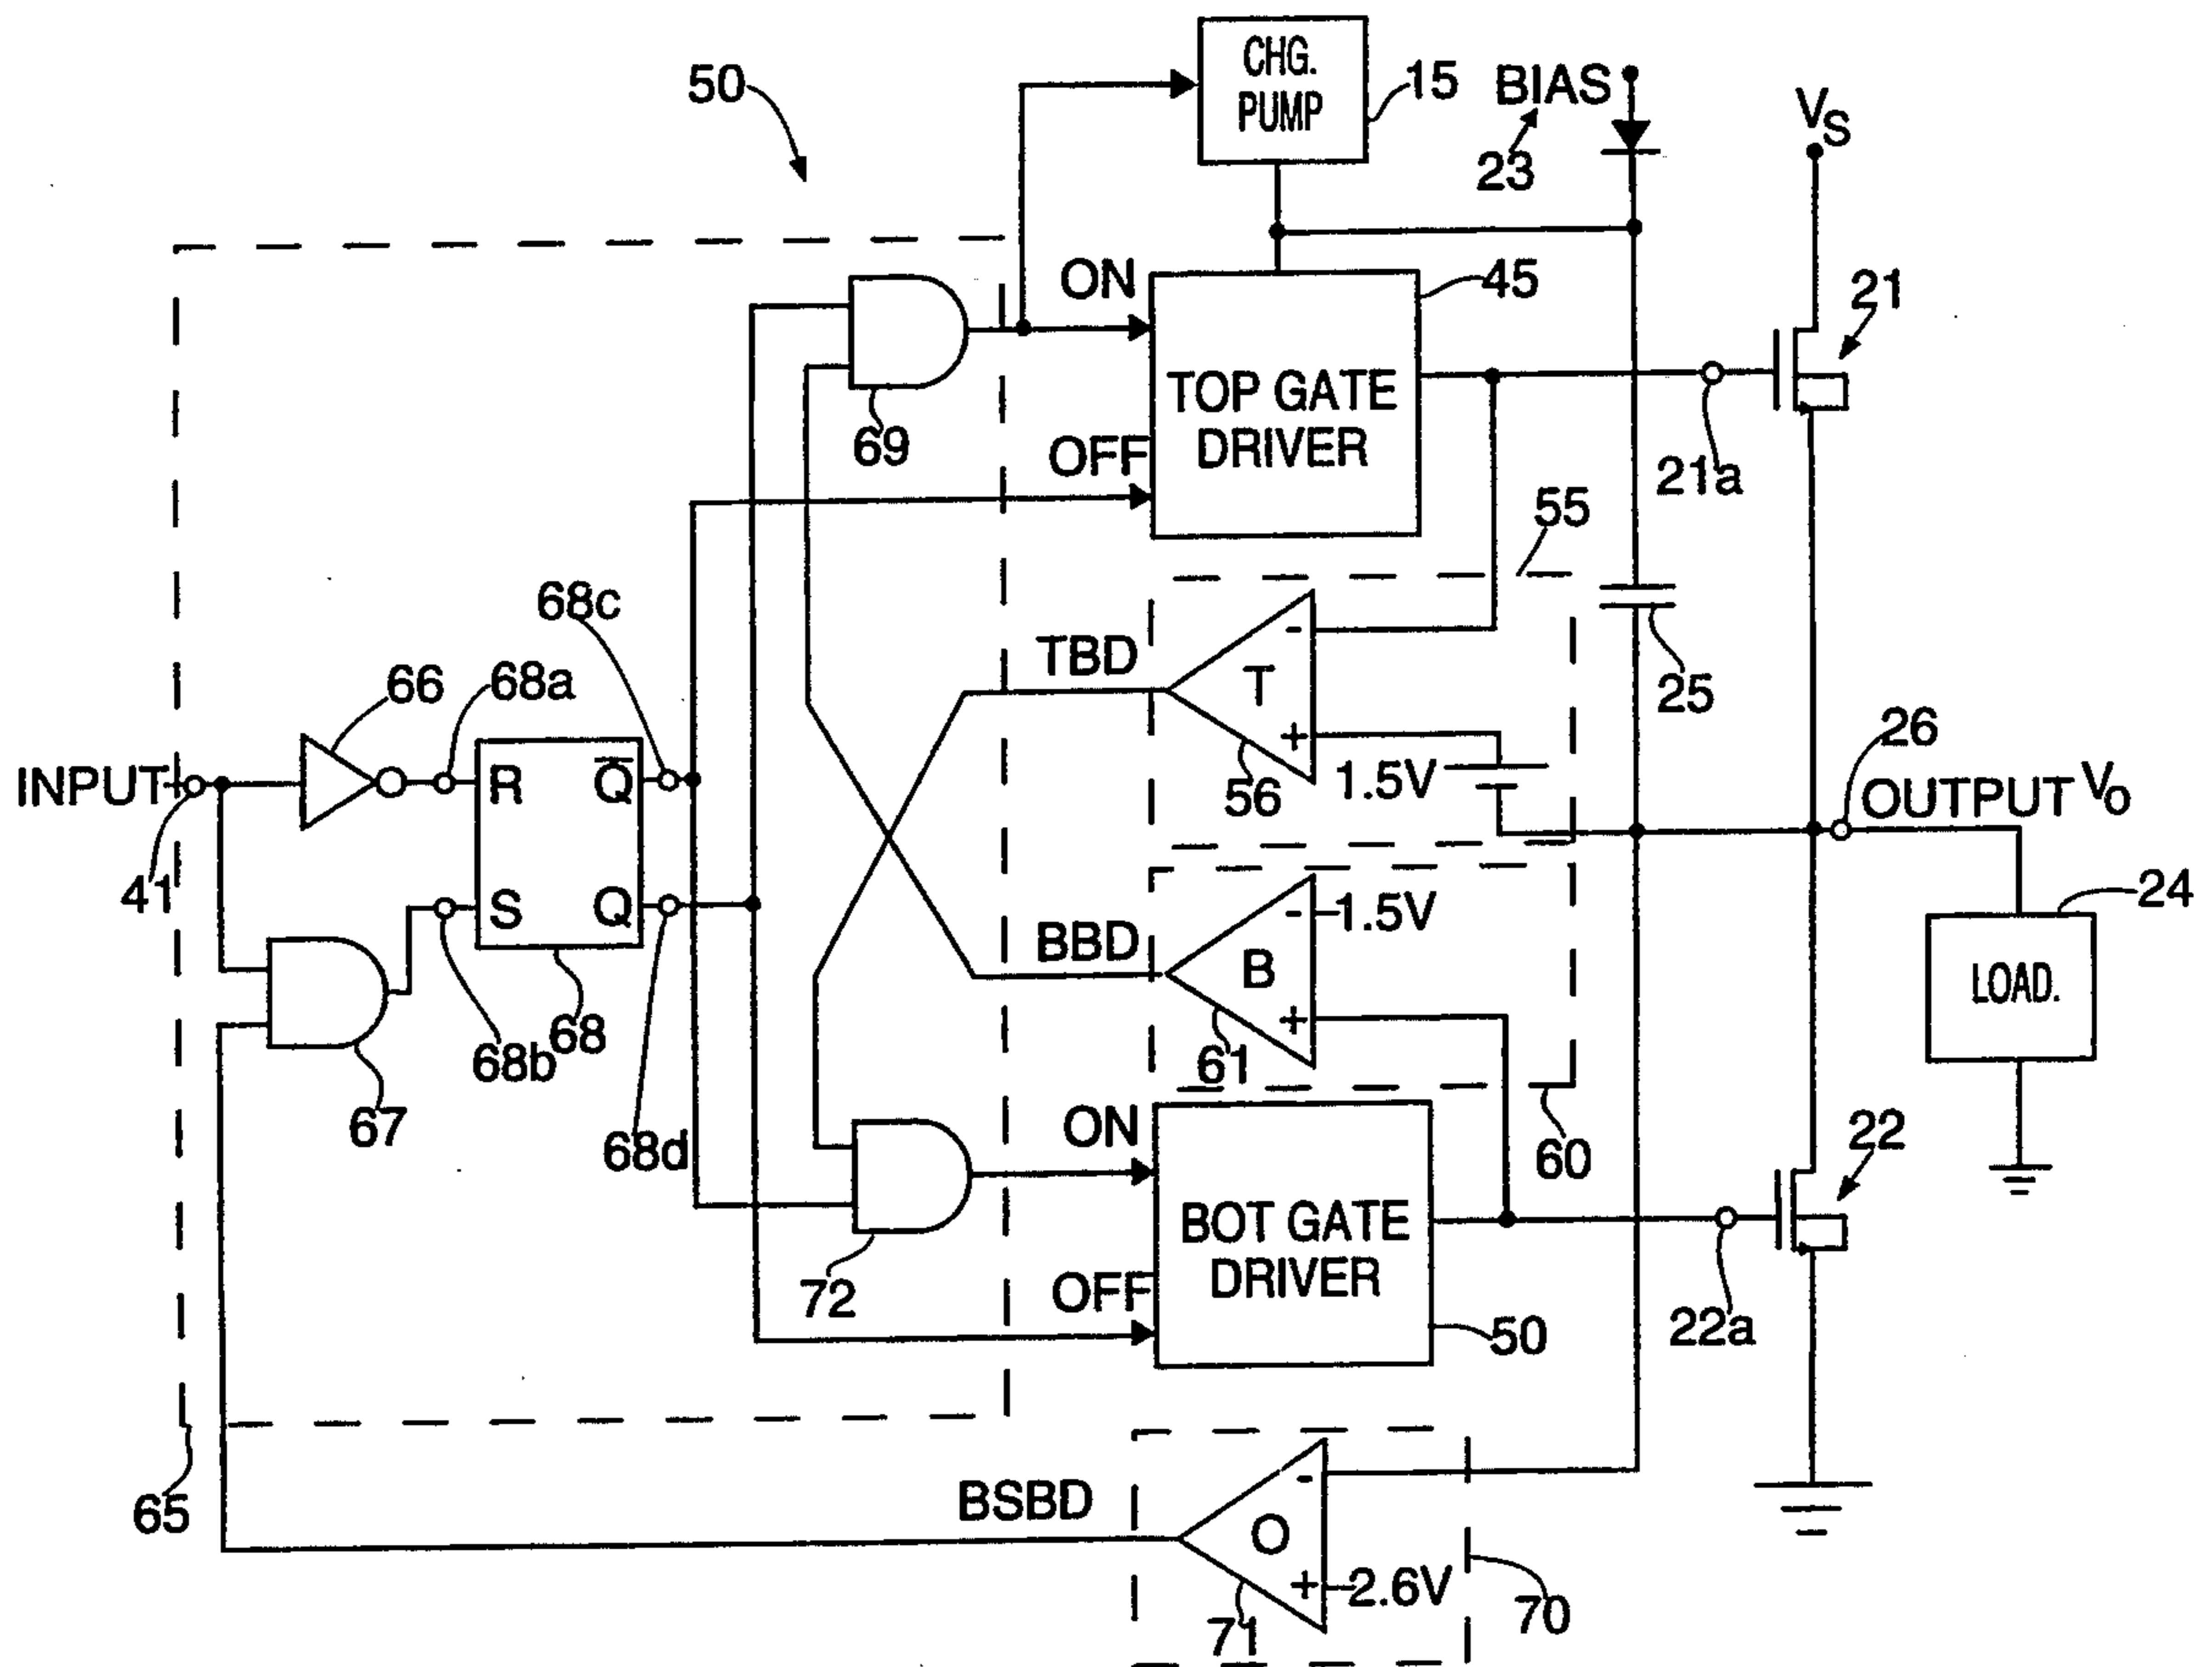 CHG.
PUMP
15
BIAS
23
VS
50
ON
45
21
TOP GATE
DRIVER
69
OFF
21a
55
68c
TBD
T
-
+
56
1.5V
25
66
68a
26
INPUT
41
R
Q̅
S
Q
OUTPUT Vo
24
BBD
B
-
1.5V
+
61
LOAD.
68b
68
67
68d
60
ON
22
BOT GATE
DRIVER
72
OFF
50
22a
65
BSBD
O
-
+
2.6V
71
70